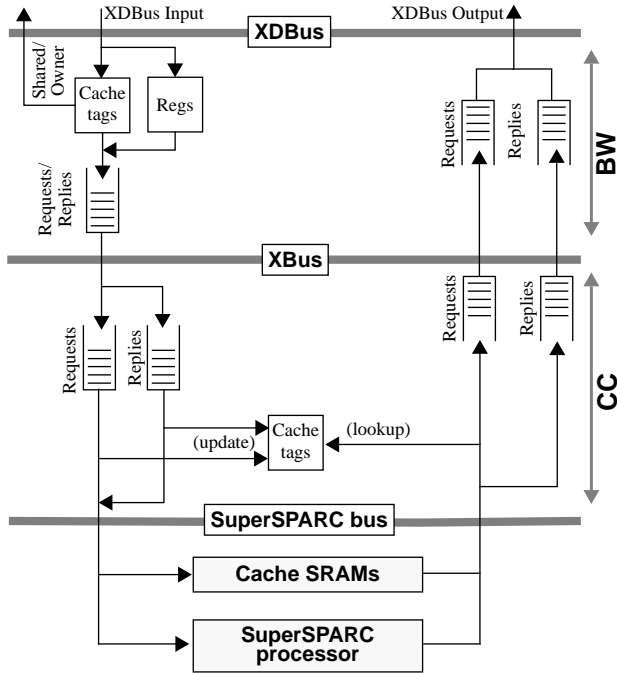 XDBus Input
XDBus Output
XDBus
Shared/
Owner
Cache
tags
Regs
Requests
Replies
BW
Requests/
Replies
XBus
Requests
Replies
Requests
Replies
CC
(update)
Cache
tags
(lookup)
SuperSPARC bus
Cache SRAMs
SuperSPARC
processor